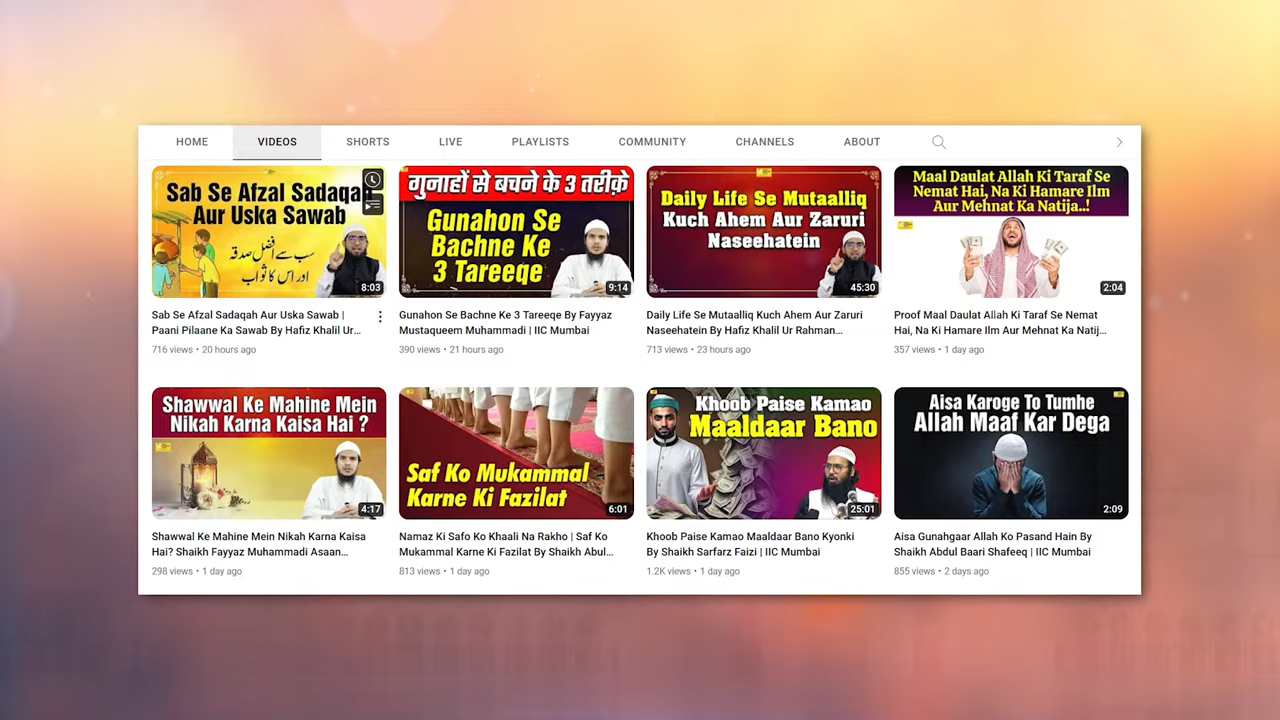 HOME VIDEOS SHORTS LIVE PLAYLISTS COMMUNITY CHANNELS ABOUT
Sab Se Afzal Sadaqah
Aur Uska Sawab
سب سے افضل صدقہ
اور اس کا ثواب
8:03
Sab Se Afzal Sadaqah Aur Uska Sawab |
Paani Pilaane Ka Sawab By Hafiz Khalil Ur...
716 views • 20 hours ago
गुनाहों से बचने के 3 तरीक़े
Gunahon Se
Bachne Ke
3 Tareeqe
9:14
Gunahon Se Bachne Ke 3 Tareeqe By Fayyaz
Mustaqueem Muhammadi | IIC Mumbai
390 views • 21 hours ago
Daily Life Se Mutaalliq
Kuch Ahem Aur Zaruri
Naseehatein
45:30
Daily Life Se Mutaalliq Kuch Ahem Aur Zaruri
Naseehatein By Hafiz Khalil Ur Rahman...
713 views • 23 hours ago
Maal Daulat Allah Ki Taraf Se
Nemat Hai, Na Ki Hamare Ilm
Aur Mehnat Ka Natija..!
2:04
Proof Maal Daulat Allah Ki Taraf Se Nemat
Hai, Na Ki Hamare Ilm Aur Mehnat Ka Natij...
357 views • 1 day ago
Shawwal Ke Mahine Mein
Nikah Karna Kaisa Hai ?
4:17
Shawwal Ke Mahine Mein Nikah Karna Kaisa
Hai? Shaikh Fayyaz Muhammadi Asaan...
298 views • 1 day ago
Saf Ko Mukammal
Karne Ki Fazilat
6:01
Namaz Ki Safo Ko Khaali Na Rakho | Saf Ko
Mukammal Karne Ki Fazilat By Shaikh Abul...
813 views • 1 day ago
Khoob Paise Kamao
Maaldaar Bano
25:01
Khoob Paise Kamao Maaldaar Bano Kyonki
By Shaikh Sarfarz Faizi | IIC Mumbai
1.2K views • 1 day ago
Aisa Karoge To Tumhe
Allah Maaf Kar Dega
2:09
Aisa Gunahgaar Allah Ko Pasand Hain By
Shaikh Abdul Baari Shafeeq | IIC Mumbai
855 views • 2 days ago